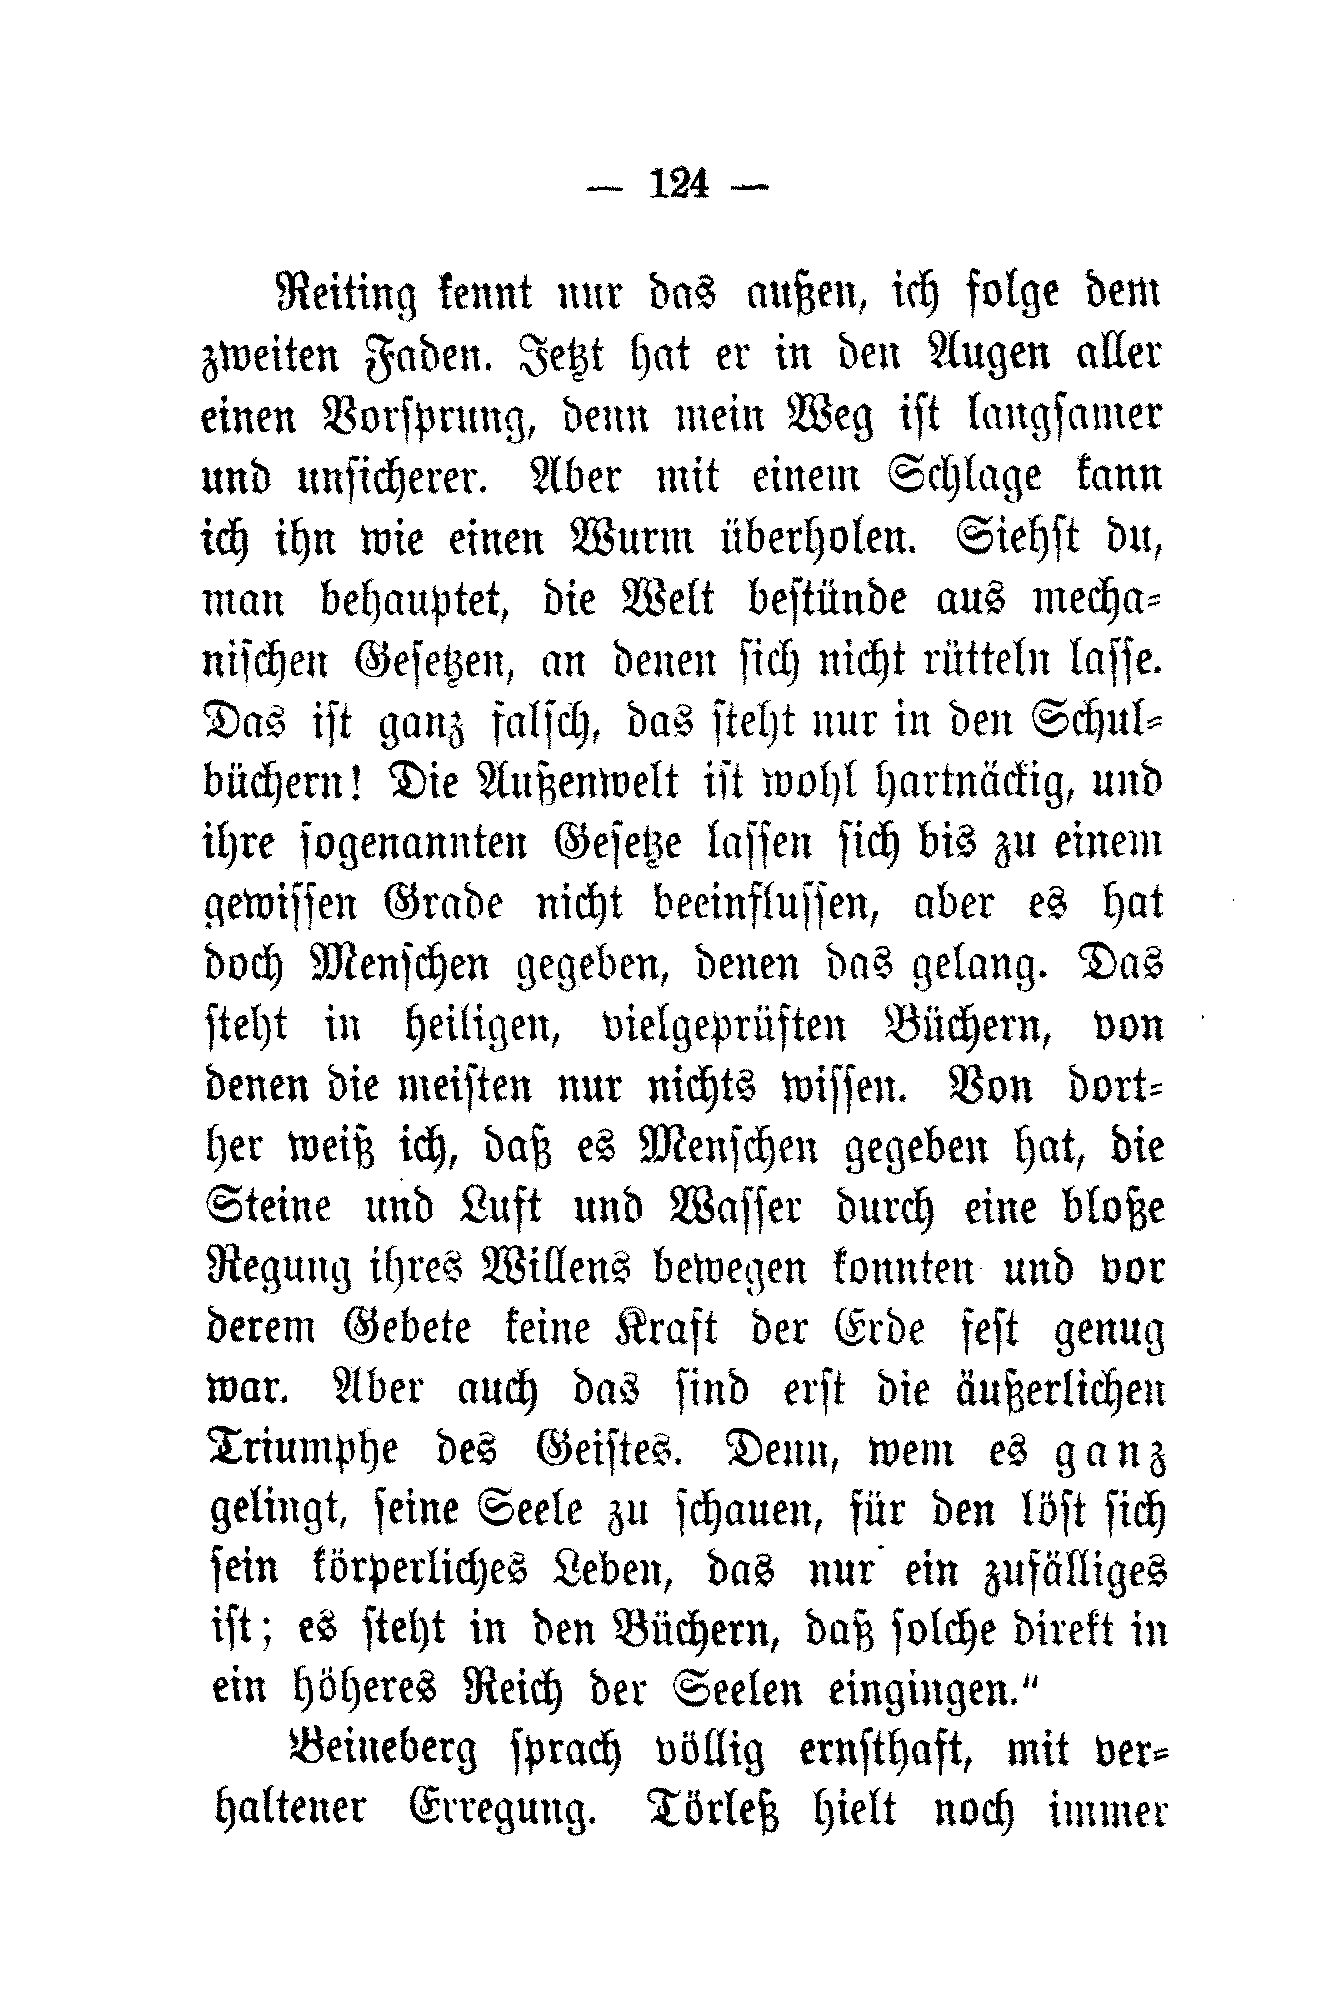 — 124 —
Reiting kennt nur das außen, ich folge dem
zweiten Faden. Jetzt hat er in den Augen aller
einen Vorsprung, denn mein Weg ist langsamer
und unsicherer. Aber mit einem Schlage kann
ich ihn wie einen Wurm überholen. Siehst du,
man behauptet, die Welt bestünde aus mecha-
nischen Gesetzen, an denen sich nicht rütteln lasse.
Das ist ganz falsch, das steht nur in den Schul-
büchern! Die Außenwelt ist wohl hartnäckig, und
ihre sogenannten Gesetze lassen sich bis zu einem
gewissen Grade nicht beeinflussen, aber es hat
doch Menschen gegeben, denen das gelang. Das
steht in heiligen, vielgeprüften Büchern, von
denen die meisten nur nichts wissen. Von dort-
her weiß ich, daß es Menschen gegeben hat, die
Steine und Luft und Wasser durch eine bloße
Regung ihres Willens bewegen konnten und vor
derem Gebete keine Kraft der Erde fest genug
war. Aber auch das sind erst die äußerlichen
Triumphe des Geistes. Denn, wem es ganz
gelingt, seine Seele zu schauen, für den löst sich
sein körperliches Leben, das nur ein zufälliges
ist; es steht in den Büchern, daß solche direkt in
ein höheres Reich der Seelen eingingen.“
Beineberg sprach völlig ernsthaft, mit ver-
haltener Erregung. Törleß hielt noch immer